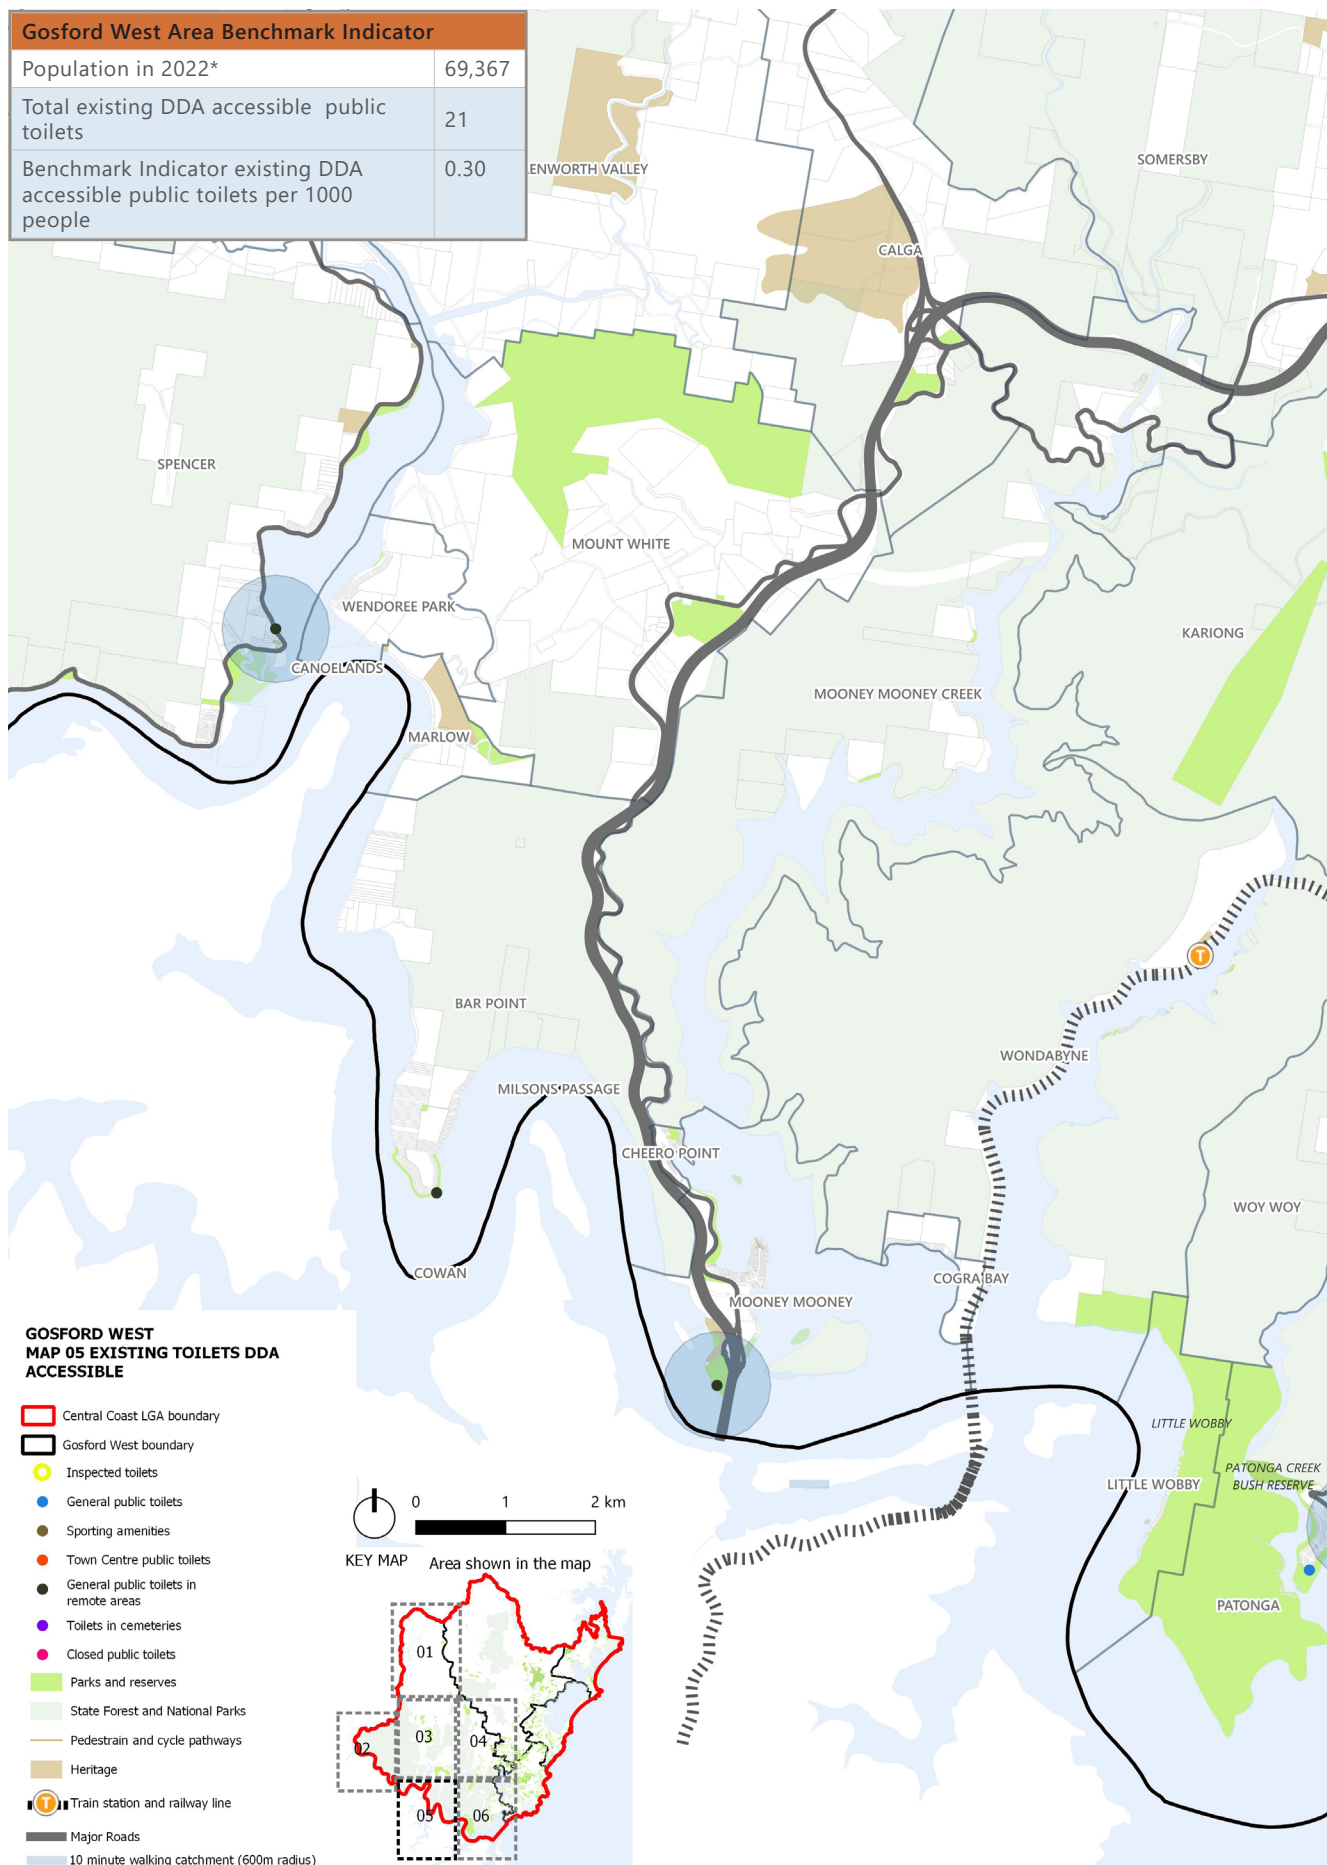 Gosford West Area Benchmark Indicator
Population in 2022* 69,367
Total existing DDA accessible public
toilets 21
Benchmark Indicator existing DDA 0.30
accessible public toilets per 1000
people
ENWORTH VALLEY
SOMERSBY
CALGA
SPENCER
MOUNT WHITE
WENDOREE PARK
KARIONG
CANOELANDS
MOONEY MOONEY CREEK
MARLOW
T
BAR POINT
WONDABYNE
MILSONS PASSAGE
CHEERO POINT
WOY WOY
COWAN
COGRA BAY
MOONEY MOONEY
LITTLE WOBBY
PATONGA CREEK
BUSH RESERVE
LITTLE WOBBY
PATONGA
GOSFORD WEST
MAP 05 EXISTING TOILETS DDA
ACCESSIBLE
Central Coast LGA boundary
Gosford West boundary
Inspected toilets
General public toilets
Sporting amenities
Town Centre public toilets
General public toilets in
remote areas
Toilets in cemeteries
Closed public toilets
Parks and reserves
State Forest and National Parks
Pedestrain and cycle pathways
Heritage
T Train station and railway line
Major Roads
10 minute walking catchment (600m radius)
0 1 2 km
KEY MAP Area shown in the map
01
02
03
04
05
06